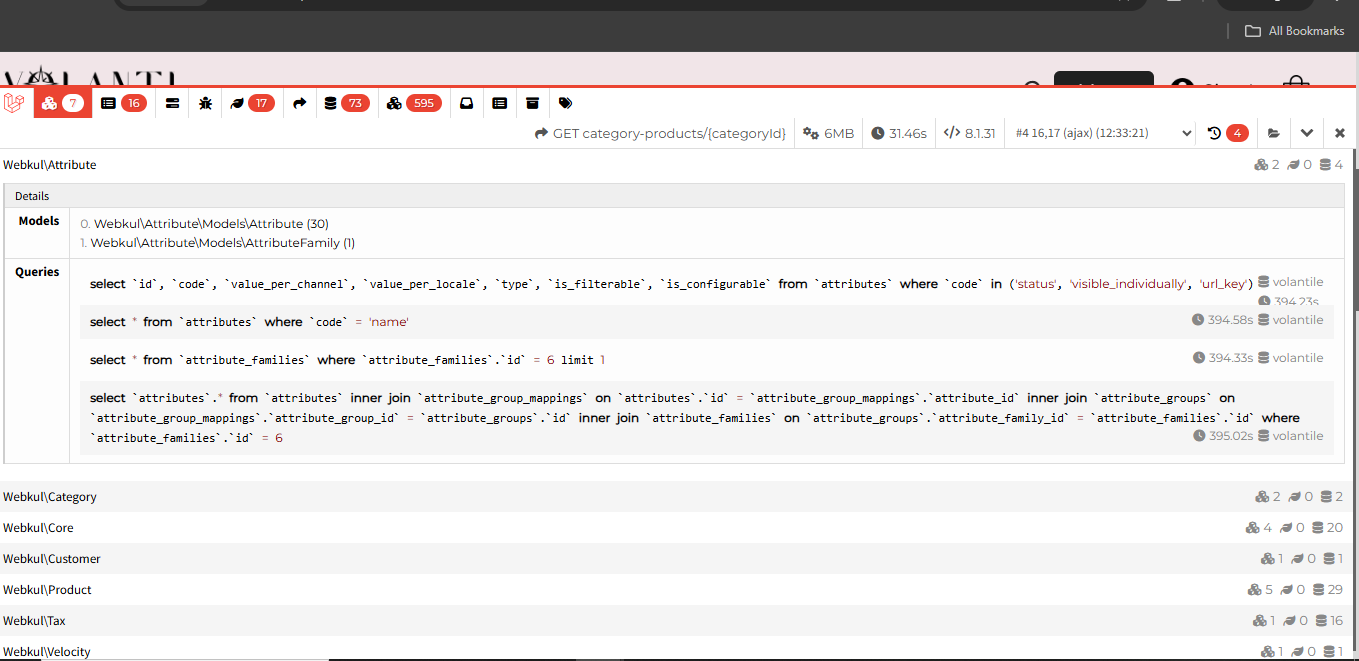 All Bookmarks
VOLANTI
7 16 17 73 595
GET category-products/{categoryId} 6MB 31.46s 8.1.31 #4 16,17 (ajax) (12:33:21) 4
Webkul\Attribute 2 0 4
Details
Models
0. Webkul\Attribute\Models\Attribute (30)
1. Webkul\Attribute\Models\AttributeFamily (1)
Queries
select `id`, `code`, `value_per_channel`, `value_per_locale`, `type`, `is_filterable`, `is_configurable` from `attributes` where `code` in ('status', 'visible_individually', 'url_key') volantile
394.23s
select * from `attributes` where `code` = 'name' 394.58s volantile
select * from `attribute_families` where `attribute_families`.`id` = 6 limit 1 394.33s volantile
select `attributes`.* from `attributes` inner join `attribute_group_mappings` on `attributes`.`id` = `attribute_group_mappings`.`attribute_id` inner join `attribute_groups` on
`attribute_group_mappings`.`attribute_group_id` = `attribute_groups`.`id` inner join `attribute_families` on `attribute_groups`.`attribute_family_id` = `attribute_families`.`id` where
`attribute_families`.`id` = 6 395.02s volantile
Webkul\Category 2 0 2
Webkul\Core 4 0 20
Webkul\Customer 1 0 1
Webkul\Product 5 0 29
Webkul\Tax 1 0 16
Webkul\Velocity 1 0 1